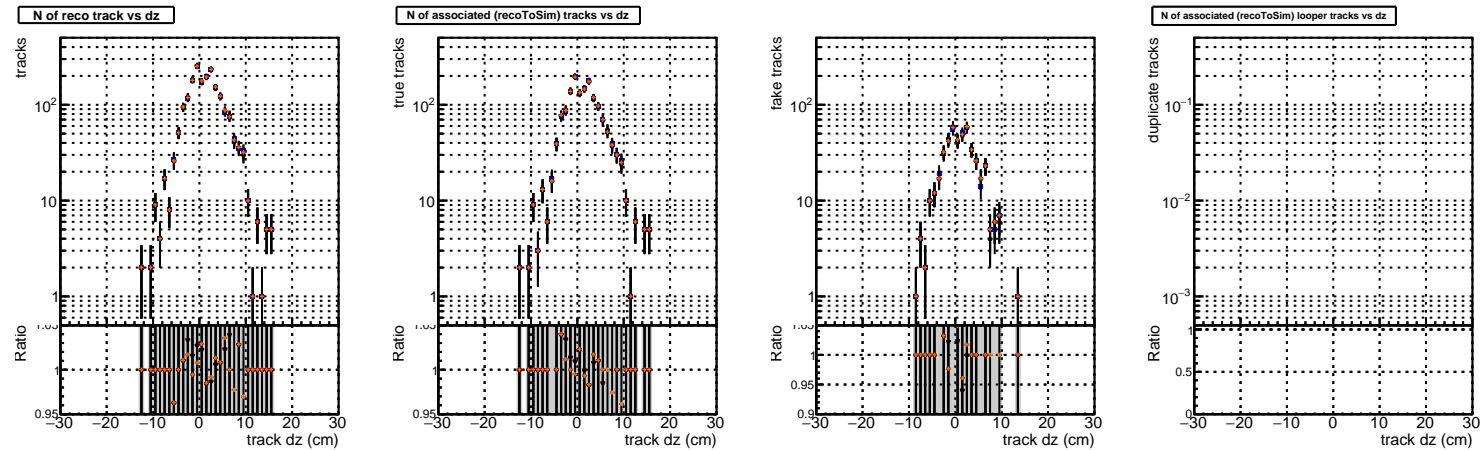 N of reco track vs dz
tracks
10²
10
1
Ratio
1
0.95
−30 −20 −10 0 10 20 30
track dz (cm)
N of associated (recoToSim) tracks vs dz
true tracks
10²
10
1
Ratio
1
0.95
−30 −20 −10 0 10 20 30
track dz (cm)
fake tracks
10²
10
1
Ratio
1
0.95
0.9
−30 −20 −10 0 10 20 30
track dz (cm)
N of associated (recoToSim) looper tracks vs dz
duplicate tracks
10⁻¹
10⁻²
10⁻³
Ratio
1
0.5
0
−30 −20 −10 0 10 20 30
track dz (cm)